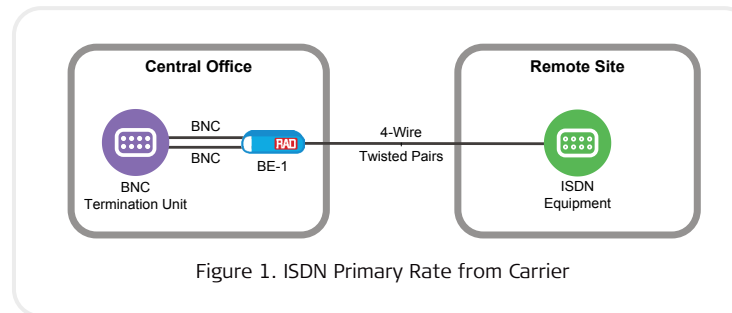 Central Office
Remote Site
BNC
BNC
RAD
BE-1
BNC
Termination Unit
4-Wire
Twisted Pairs
ISDN
Equipment
Figure 1. ISDN Primary Rate from Carrier